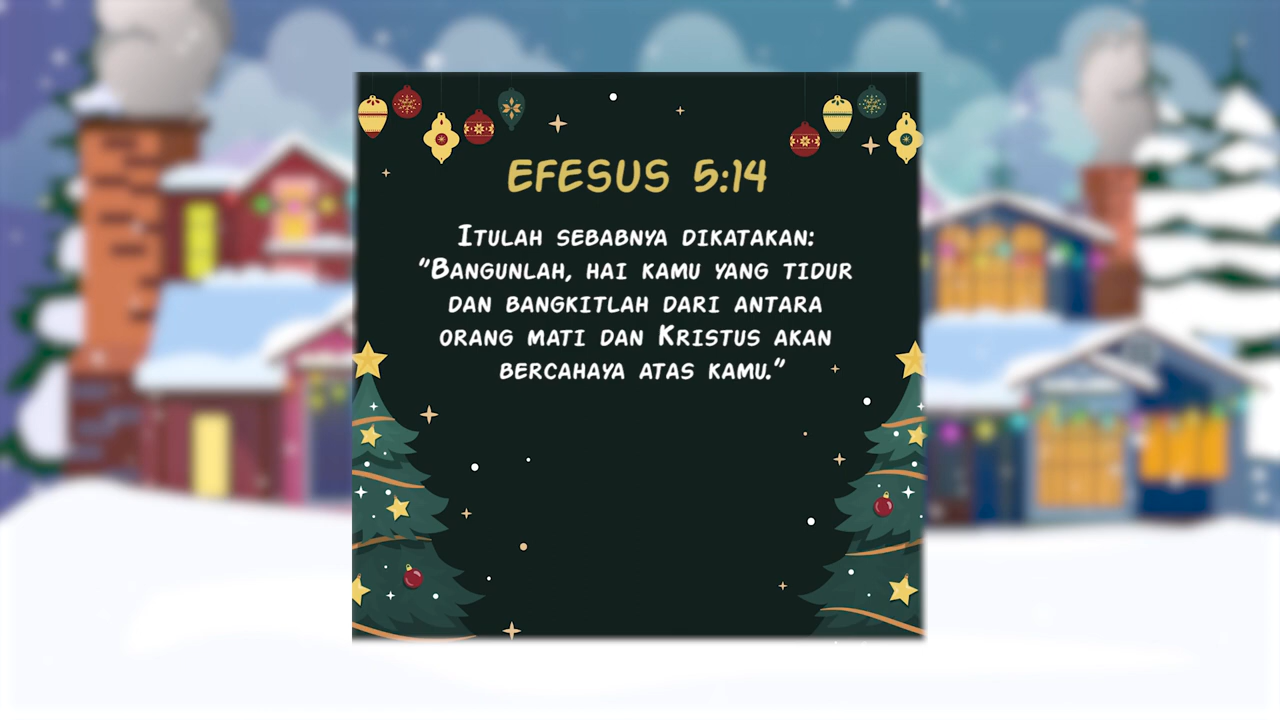 EFESUS 5:14
ITULAH SEBABNYA DIKATAKAN:
"BANGUNLAH, HAI KAMU YANG TIDUR
DAN BANGKITLAH DARI ANTARA
ORANG MATI DAN KRISTUS AKAN
BERCAHAYA ATAS KAMU."